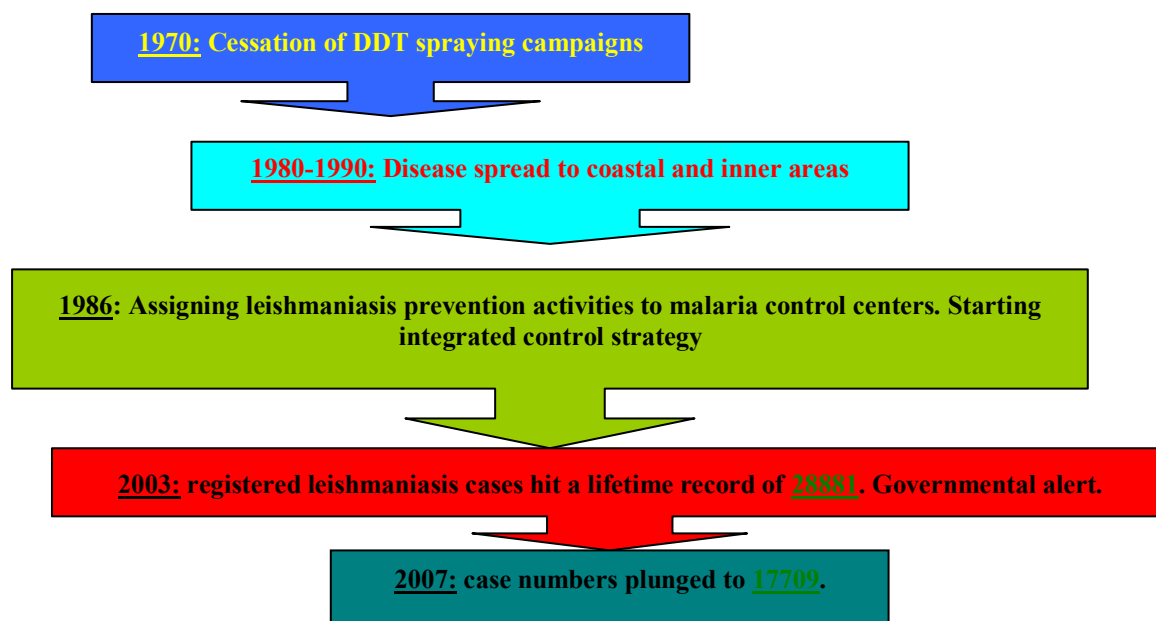 1970: Cessation of DDT spraying campaigns
1980-1990: Disease spread to coastal and inner areas
1986: Assigning leishmaniasis prevention activities to malaria control centers. Starting
integrated control strategy
2003: registered leishmaniasis cases hit a lifetime record of 28881. Governmental alert.
2007: case numbers plunged to 17709.